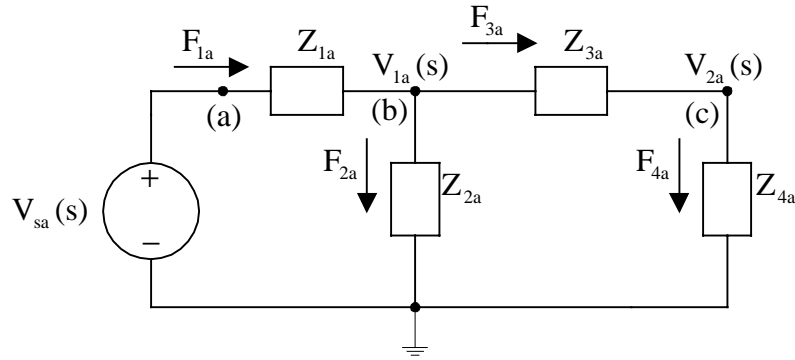 F1a
Z1a
V1a (s)
F3a
Z3a
V2a (s)
(a)
(b)
(c)
F2a
Z2a
F4a
Z4a
Vsa (s)
+
−